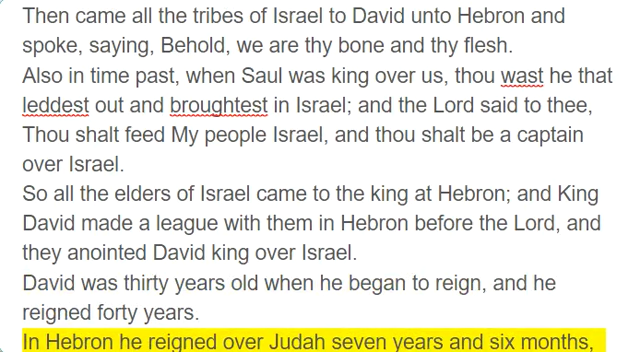 Then came all the tribes of Israel to David unto Hebron and
spoke, saying, Behold, we are thy bone and thy flesh.
Also in time past, when Saul was king over us, thou wast he that
leddest out and broughtest in Israel; and the Lord said to thee,
Thou shalt feed My people Israel, and thou shalt be a captain
over Israel.
So all the elders of Israel came to the king at Hebron; and King
David made a league with them in Hebron before the Lord, and
they anointed David king over Israel.
David was thirty years old when he began to reign, and he
reigned forty years.
In Hebron he reigned over Judah seven years and six months,